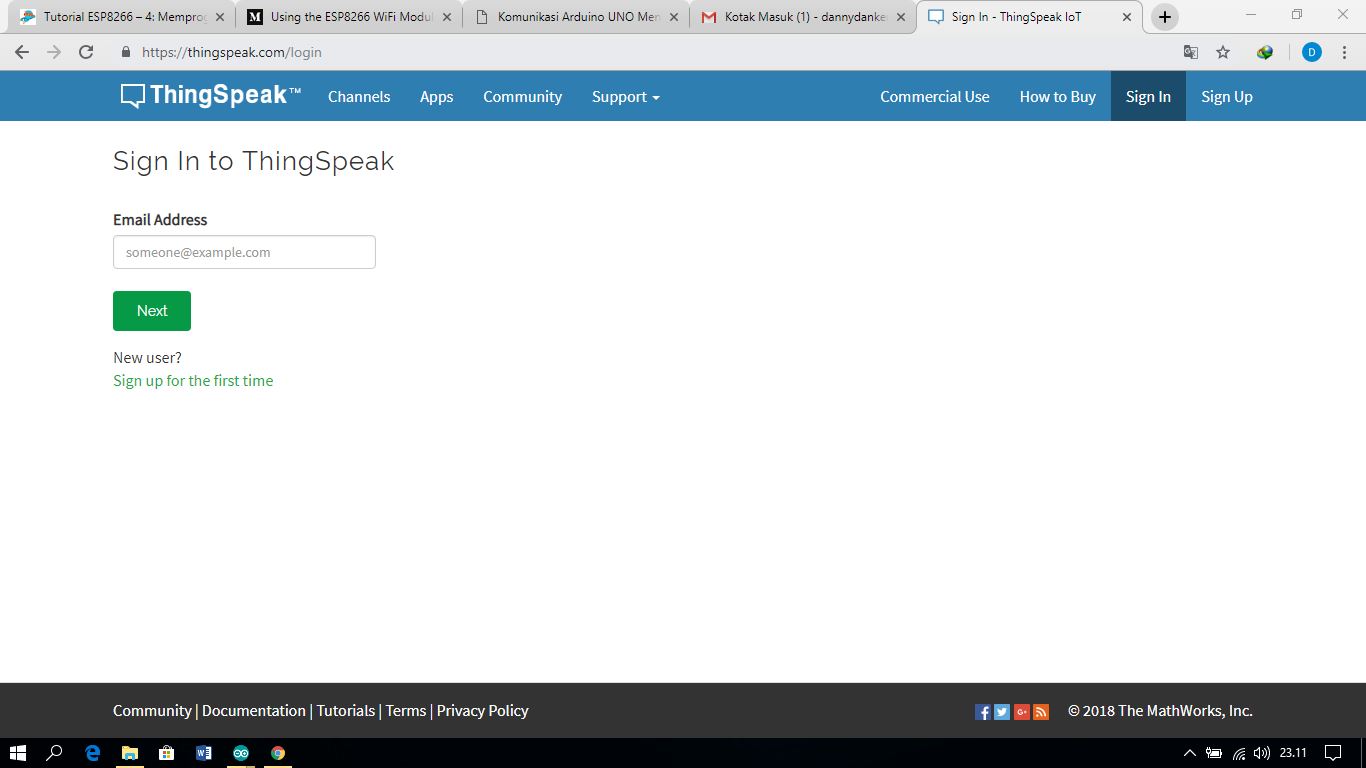 Tutorial ESP8266 – 4: Memprog
Using the ESP8266 WiFi Modul
Komunikasi Arduino UNO Men
Kotak Masuk (1) - dannydanke
Sign In - ThingSpeak IoT
https://thingspeak.com/login
D
ThingSpeak™
Channels
Apps
Community
Support
Commercial Use
How to Buy
Sign In
Sign Up
Sign In to ThingSpeak
Email Address
someone@example.com
Next
New user?
Sign up for the first time
Community | Documentation | Tutorials | Terms | Privacy Policy
© 2018 The MathWorks, Inc.
23.11